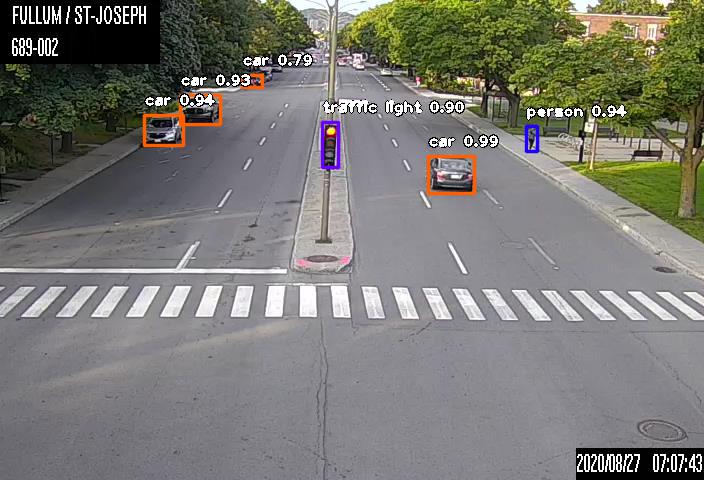 FULLUM / ST-JOSEPH
689-002
car 0.79
car 0.93
car 0.94
traffic light 0.90
person 0.94
car 0.99
2020/08/27 07:07:43